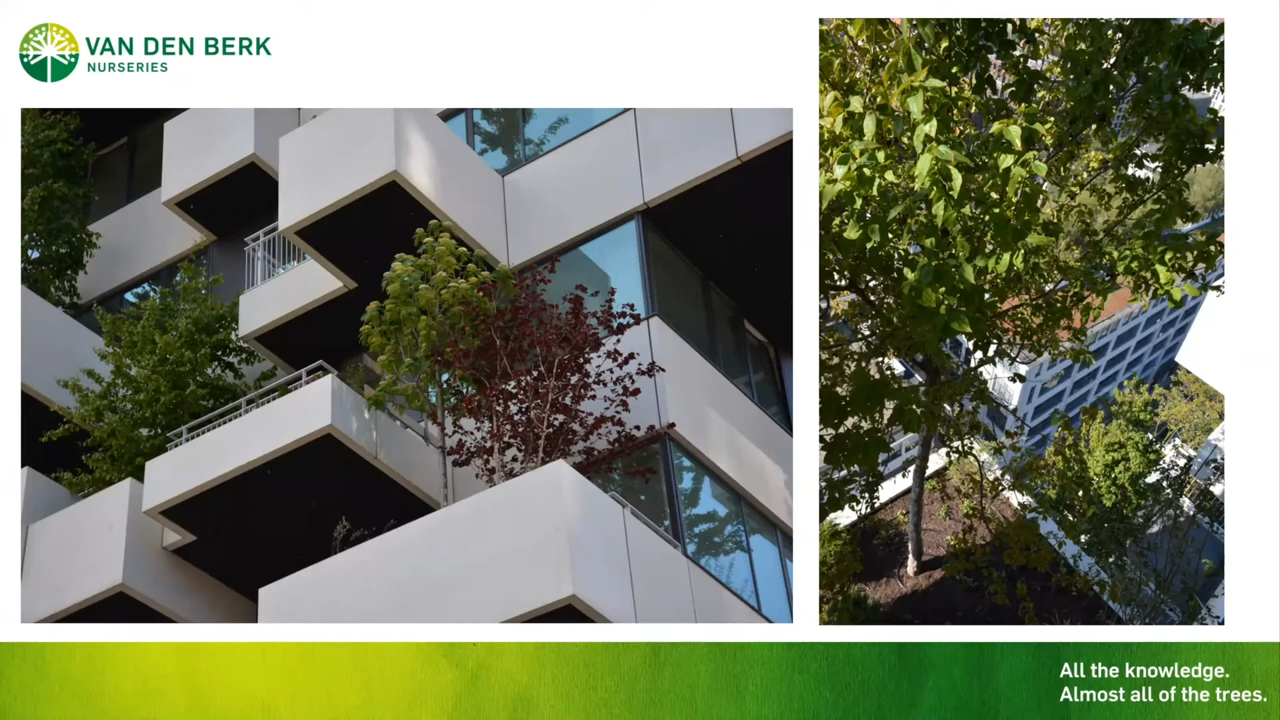 VAN DEN BERK
NURSERIES
All the knowledge.
Almost all of the trees.